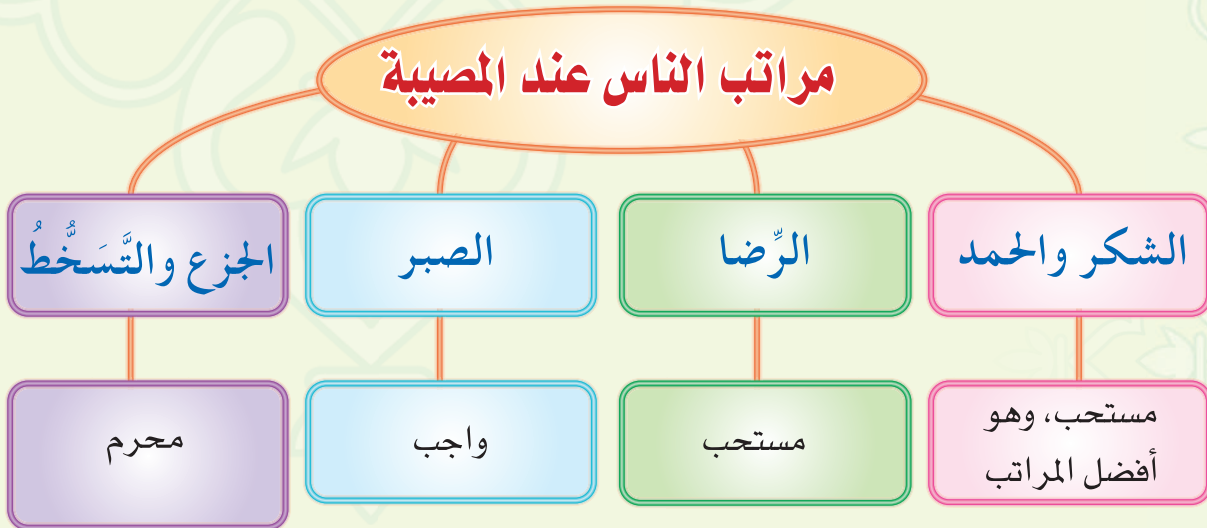 مراتب الناس عند المصيبة
الشكر والحمد
الرِّضا
الصبر
الجزع والتَّسَخُّطُ
مستحب، وهو
أفضل المراتب
مستحب
واجب
محرم